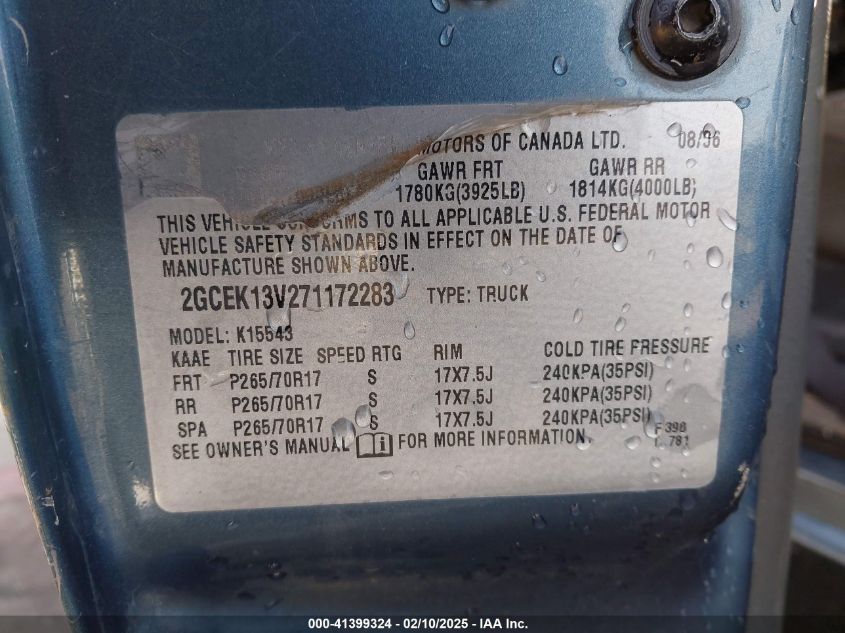 MOTORS OF CANADA LTD. 08/96
GAWR FRT GAWR RR
1780KG(3925LB) 1814KG(4000LB)
THIS VEHICLE CONFORMS TO ALL APPLICABLE U.S. FEDERAL MOTOR
VEHICLE SAFETY STANDARDS IN EFFECT ON THE DATE OF
MANUFACTURE SHOWN ABOVE.
2GCEK13V271172283 TYPE: TRUCK
MODEL: K15543
KAAE TIRE SIZE SPEED RTG RIM COLD TIRE PRESSURE
FRT P265/70R17 S 17X7.5J 240KPA(35PSI)
RR P265/70R17 S 17X7.5J 240KPA(35PSI)
SPA P265/70R17 S 17X7.5J 240KPA(35PSI)
SEE OWNER'S MANUAL FOR MORE INFORMATION.
F 390
781
000-41399324 - 02/10/2025 - IAA Inc.